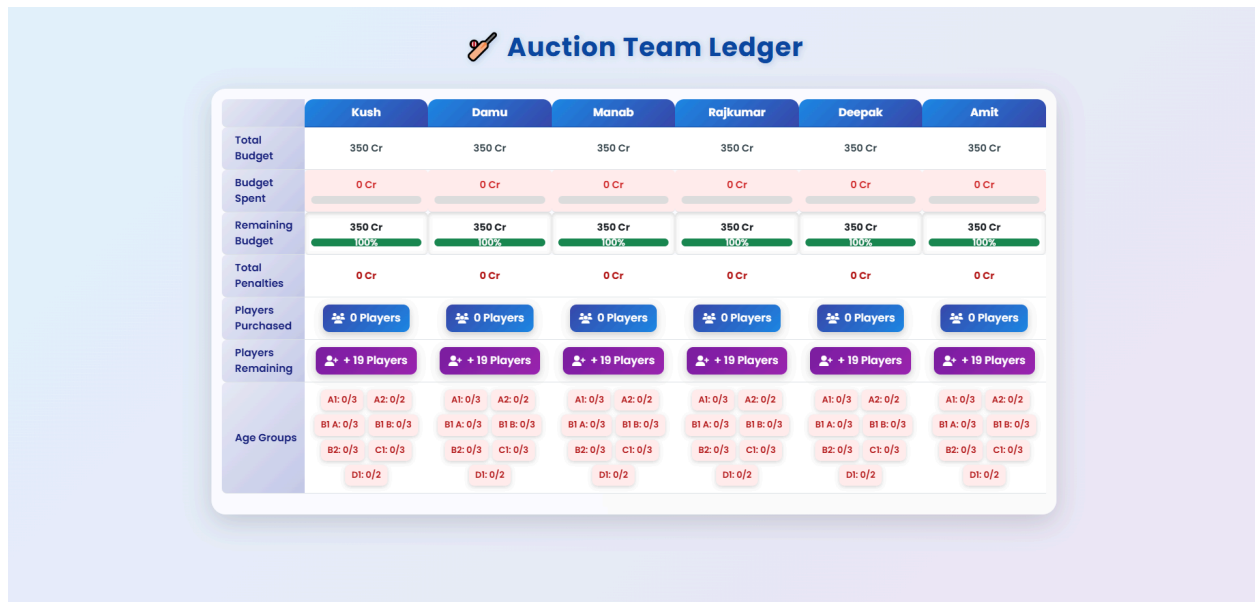 Auction Team Ledger
Kush Damu Manab Rajkumar Deepak Amit
Total Budget 350 Cr 350 Cr 350 Cr 350 Cr 350 Cr 350 Cr
Budget Spent 0 Cr 0 Cr 0 Cr 0 Cr 0 Cr 0 Cr
Remaining Budget 350 Cr 350 Cr 350 Cr 350 Cr 350 Cr 350 Cr
100% 100% 100% 100% 100% 100%
Total Penalties 0 Cr 0 Cr 0 Cr 0 Cr 0 Cr 0 Cr
Players Purchased 0 Players 0 Players 0 Players 0 Players 0 Players 0 Players
Players Remaining + 19 Players + 19 Players + 19 Players + 19 Players + 19 Players + 19 Players
Age Groups
A1: 0/3 A2: 0/2 A1: 0/3 A2: 0/2 A1: 0/3 A2: 0/2 A1: 0/3 A2: 0/2 A1: 0/3 A2: 0/2 A1: 0/3 A2: 0/2
B1 A: 0/3 B1 B: 0/3 B1 A: 0/3 B1 B: 0/3 B1 A: 0/3 B1 B: 0/3 B1 A: 0/3 B1 B: 0/3 B1 A: 0/3 B1 B: 0/3 B1 A: 0/3 B1 B: 0/3
B2: 0/3 C1: 0/3 B2: 0/3 C1: 0/3 B2: 0/3 C1: 0/3 B2: 0/3 C1: 0/3 B2: 0/3 C1: 0/3 B2: 0/3 C1: 0/3
D1: 0/2 D1: 0/2 D1: 0/2 D1: 0/2 D1: 0/2 D1: 0/2